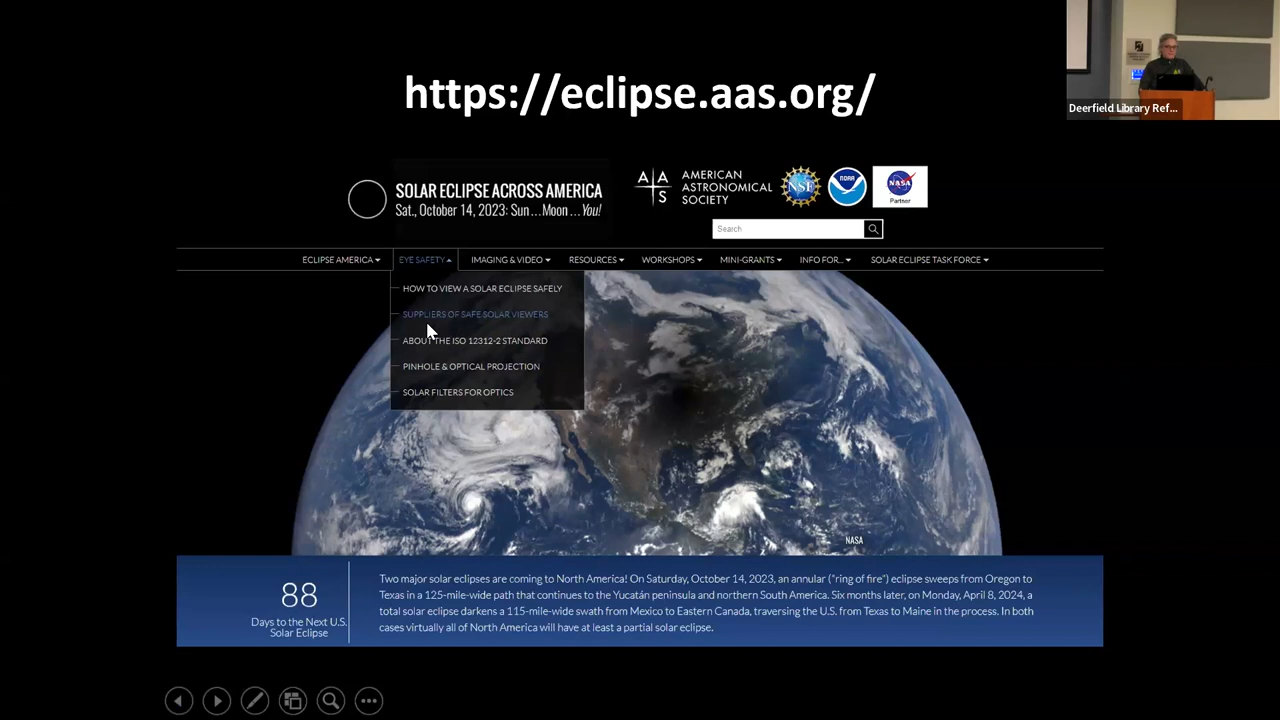 https://eclipse.aas.org/
Deerfield Library Ref...
SOLAR ECLIPSE ACROSS AMERICA
Sat., October 14, 2023: Sun...Moon...You!
AAS
AMERICAN
ASTRONOMICAL
SOCIETY
NSF
NOAA
NASA
Partner
Search
ECLIPSE AMERICA
EYE SAFETY
IMAGING & VIDEO
RESOURCES
WORKSHOPS
MINI-GRANTS
INFO FOR...
SOLAR ECLIPSE TASK FORCE
HOW TO VIEW A SOLAR ECLIPSE SAFELY
SUPPLIERS OF SAFE SOLAR VIEWERS
ABOUT THE ISO 12312-2 STANDARD
PINHOLE & OPTICAL PROJECTION
SOLAR FILTERS FOR OPTICS
NASA
88
Days to the Next U.S.
Solar Eclipse
Two major solar eclipses are coming to North America! On Saturday, October 14, 2023, an annular ("ring of fire") eclipse sweeps from Oregon to
Texas in a 125-mile-wide path that continues to the Yucatán peninsula and northern South America. Six months later, on Monday, April 8, 2024, a
total solar eclipse darkens a 115-mile-wide swath from Mexico to Eastern Canada, traversing the U.S. from Texas to Maine in the process. In both
cases virtually all of North America will have at least a partial solar eclipse.